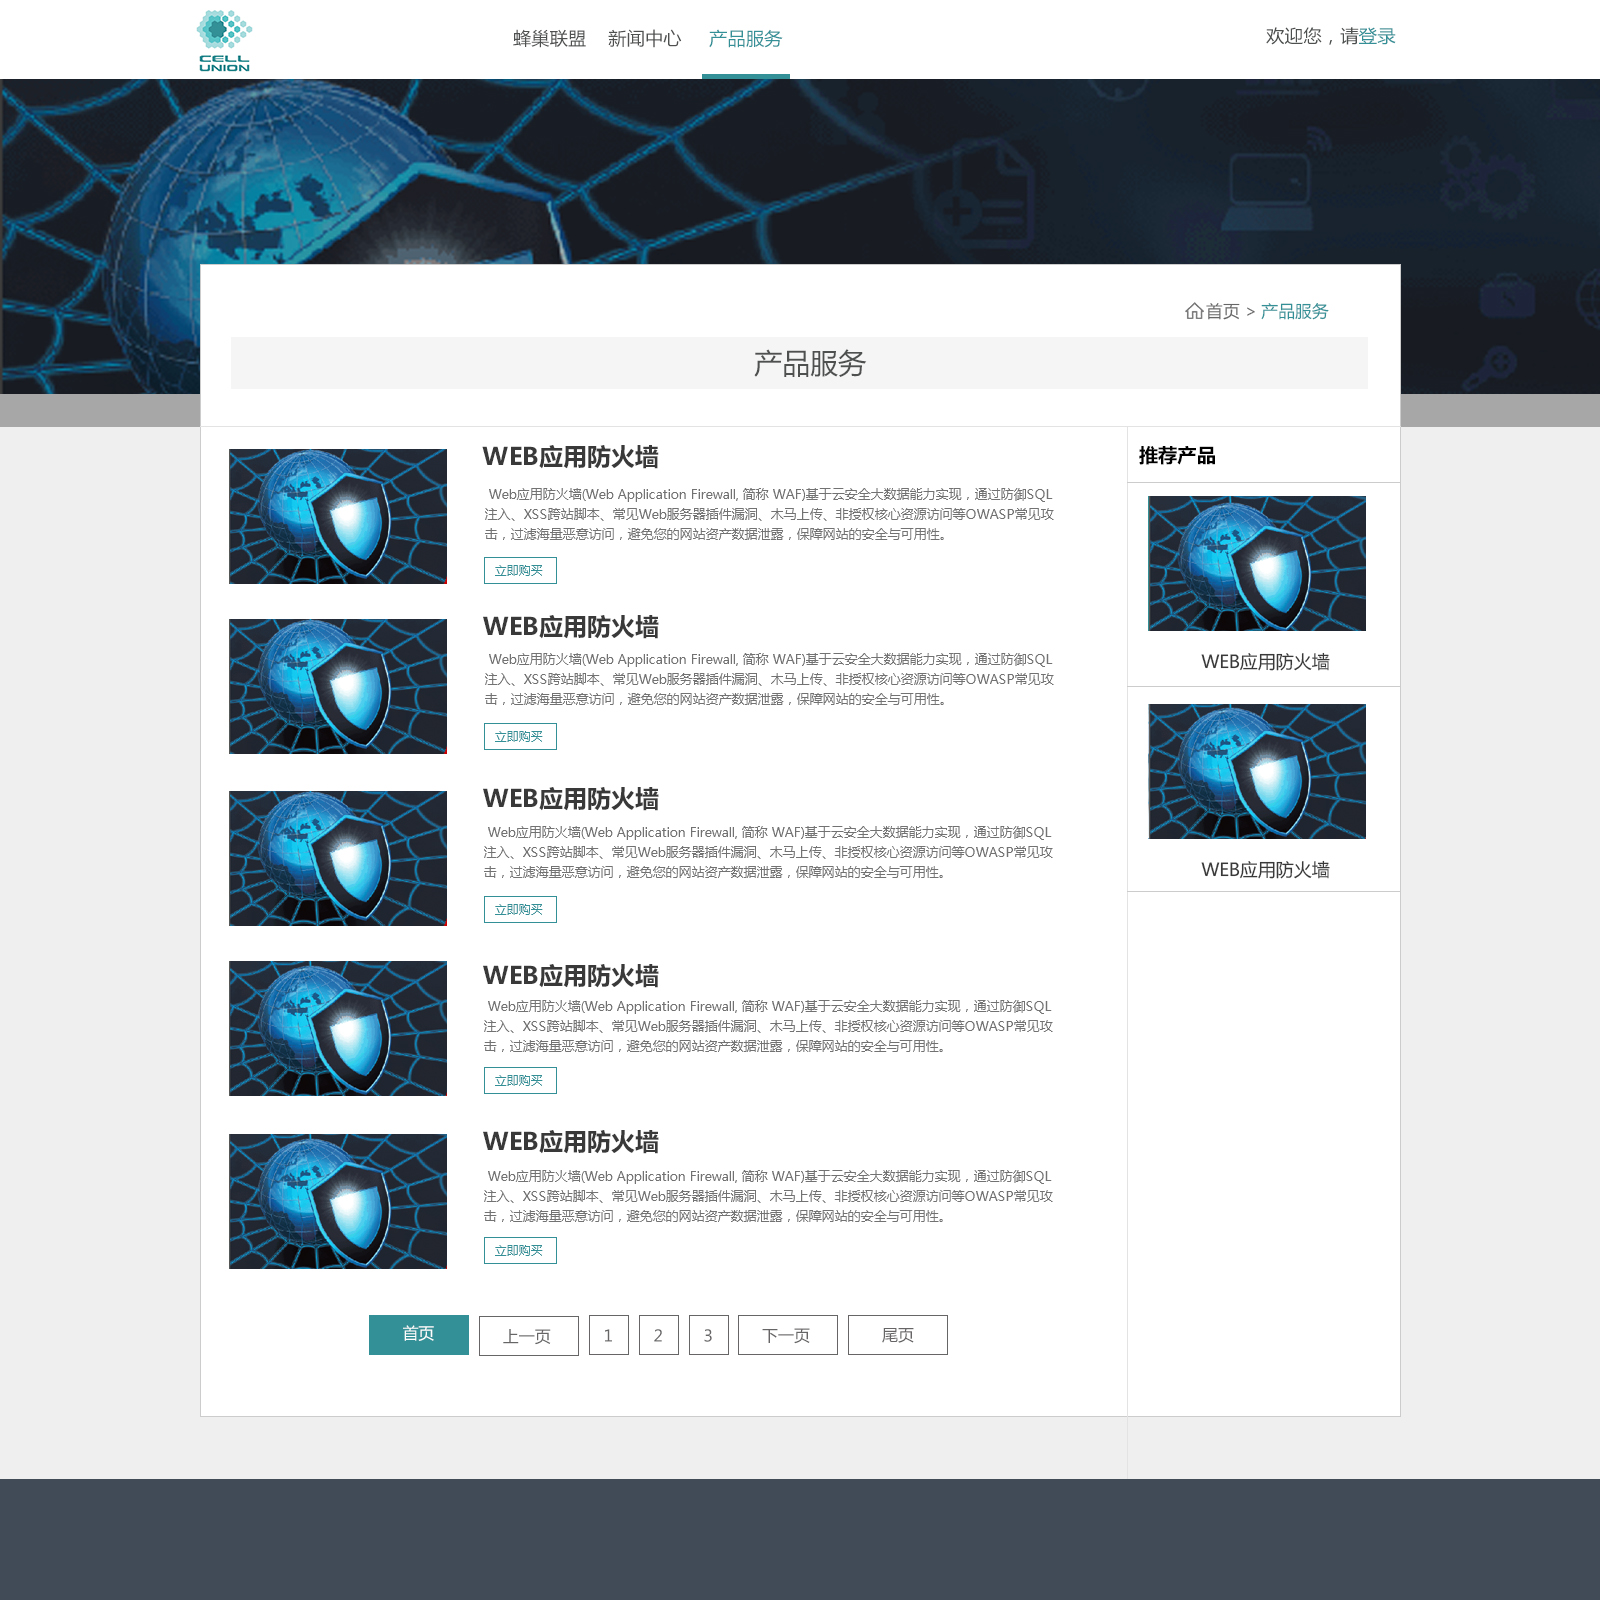 CELL
UNION
蜂巢联盟 新闻中心 产品服务
欢迎您，请登录
首页 > 产品服务
产品服务
WEB应用防火墙
Web应用防火墙(Web Application Firewall, 简称 WAF)基于云安全大数据能力实现，通过防御SQL
注入、XSS跨站脚本、常见Web服务器插件漏洞、木马上传、非授权核心资源访问等OWASP常见攻
击，过滤海量恶意访问，避免您的网站资产数据泄露，保障网站的安全与可用性。
立即购买
WEB应用防火墙
Web应用防火墙(Web Application Firewall, 简称 WAF)基于云安全大数据能力实现，通过防御SQL
注入、XSS跨站脚本、常见Web服务器插件漏洞、木马上传、非授权核心资源访问等OWASP常见攻
击，过滤海量恶意访问，避免您的网站资产数据泄露，保障网站的安全与可用性。
立即购买
WEB应用防火墙
Web应用防火墙(Web Application Firewall, 简称 WAF)基于云安全大数据能力实现，通过防御SQL
注入、XSS跨站脚本、常见Web服务器插件漏洞、木马上传、非授权核心资源访问等OWASP常见攻
击，过滤海量恶意访问，避免您的网站资产数据泄露，保障网站的安全与可用性。
立即购买
WEB应用防火墙
Web应用防火墙(Web Application Firewall, 简称 WAF)基于云安全大数据能力实现，通过防御SQL
注入、XSS跨站脚本、常见Web服务器插件漏洞、木马上传、非授权核心资源访问等OWASP常见攻
击，过滤海量恶意访问，避免您的网站资产数据泄露，保障网站的安全与可用性。
立即购买
WEB应用防火墙
Web应用防火墙(Web Application Firewall, 简称 WAF)基于云安全大数据能力实现，通过防御SQL
注入、XSS跨站脚本、常见Web服务器插件漏洞、木马上传、非授权核心资源访问等OWASP常见攻
击，过滤海量恶意访问，避免您的网站资产数据泄露，保障网站的安全与可用性。
立即购买
首页 上一页 1 2 3 下一页 尾页
推荐产品
WEB应用防火墙
WEB应用防火墙